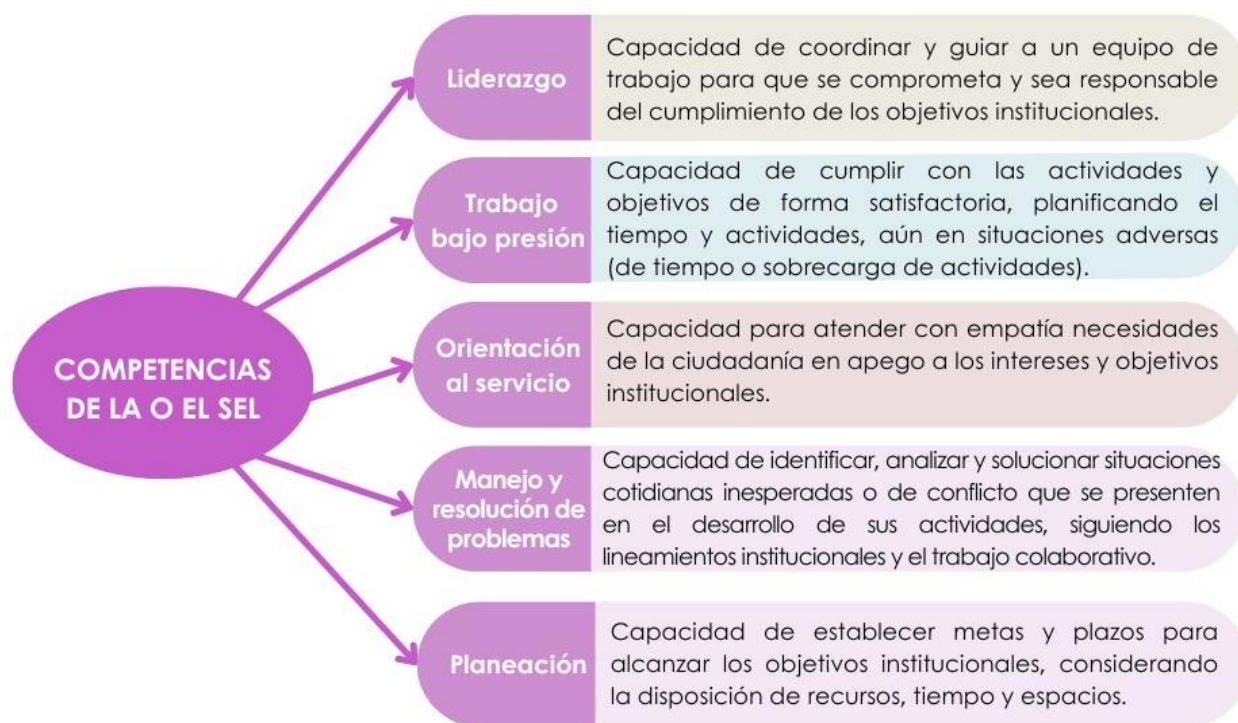 COMPETENCIAS
DE LA O EL SEL
Liderazgo
Capacidad de coordinar y guiar a un equipo de
trabajo para que se comprometa y sea responsable
del cumplimiento de los objetivos institucionales.
Trabajo
bajo presión
Capacidad de cumplir con las actividades y
objetivos de forma satisfactoria, planificando el
tiempo y actividades, aún en situaciones adversas
(de tiempo o sobrecarga de actividades).
Orientación
al servicio
Capacidad para atender con empatía necesidades
de la ciudadanía en apego a los intereses y objetivos
institucionales.
Manejo y
resolución de
problemas
Capacidad de identificar, analizar y solucionar situaciones
cotidianas inesperadas o de conflicto que se presenten
en el desarrollo de sus actividades, siguiendo los
lineamientos institucionales y el trabajo colaborativo.
Planeación
Capacidad de establecer metas y plazos para
alcanzar los objetivos institucionales, considerando
la disposición de recursos, tiempo y espacios.